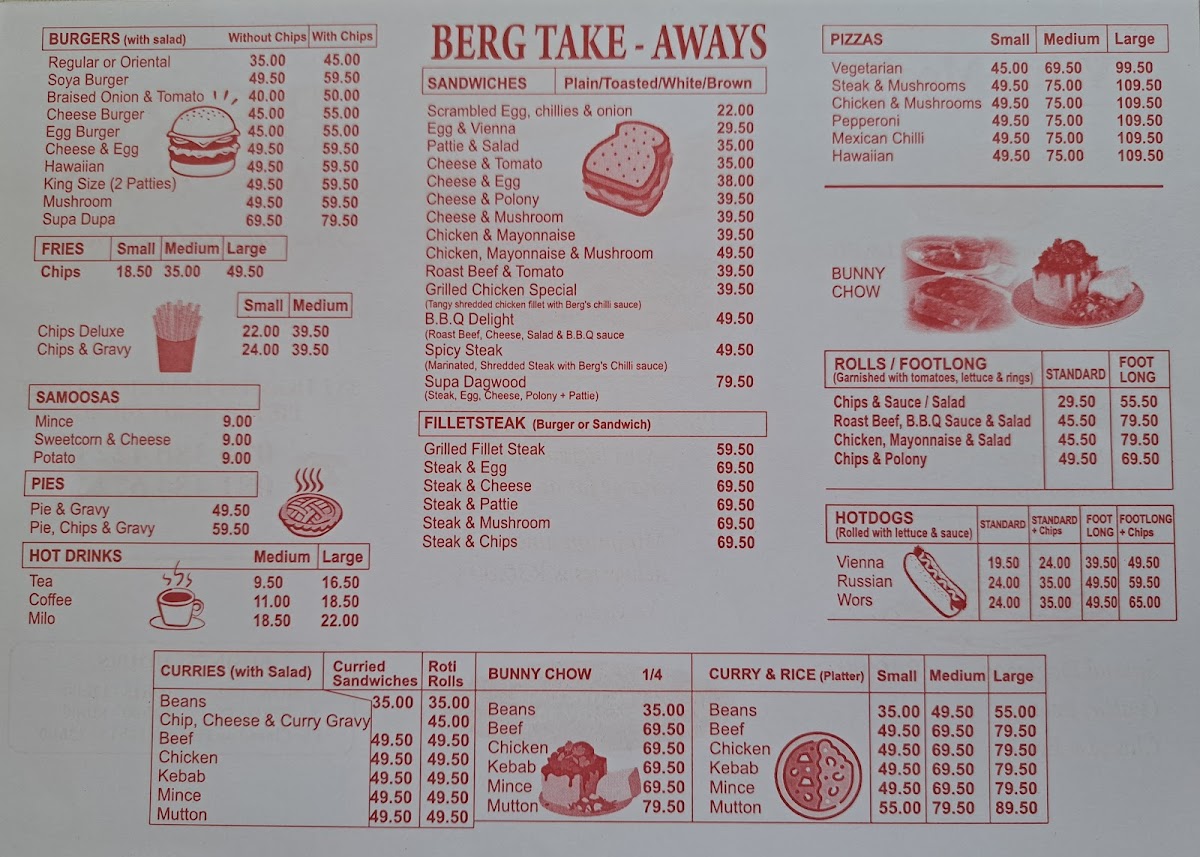 BERG TAKE - AWAYS
BURGERS (with salad) Without Chips With Chips
Regular or Oriental 35.00 45.00
Soya Burger 49.50 59.50
Braised Onion & Tomato 40.00 50.00
Cheese Burger 45.00 55.00
Egg Burger 45.00 55.00
Cheese & Egg 49.50 59.50
Hawaiian 49.50 59.50
King Size (2 Patties) 49.50 59.50
Mushroom 49.50 59.50
Supa Dupa 69.50 79.50
FRIES Small Medium Large
Chips 18.50 35.00 49.50
Small Medium
Chips Deluxe 22.00 39.50
Chips & Gravy 24.00 39.50
SAMOOSAS
Mince 9.00
Sweetcorn & Cheese 9.00
Potato 9.00
PIES
Pie & Gravy 49.50
Pie, Chips & Gravy 59.50
HOT DRINKS Medium Large
Tea 9.50 16.50
Coffee 11.00 18.50
Milo 18.50 22.00
SANDWICHES Plain/Toasted/White/Brown
Scrambled Egg, chillies & onion 22.00
Egg & Vienna 29.50
Pattie & Salad 35.00
Cheese & Tomato 35.00
Cheese & Egg 38.00
Cheese & Polony 39.50
Cheese & Mushroom 39.50
Chicken & Mayonnaise 39.50
Chicken, Mayonnaise & Mushroom 49.50
Roast Beef & Tomato 39.50
Grilled Chicken Special 39.50
(Tangy shredded chicken fillet with Berg's chilli sauce)
B.B.Q Delight 49.50
(Roast Beef, Cheese, Salad & B.B.Q sauce
Spicy Steak 49.50
(Marinated, Shredded Steak with Berg's Chilli sauce)
Supa Dagwood 79.50
(Steak, Egg, Cheese, Polony + Pattie)
FILLETSTEAK (Burger or Sandwich)
Grilled Fillet Steak 59.50
Steak & Egg 69.50
Steak & Cheese 69.50
Steak & Pattie 69.50
Steak & Mushroom 69.50
Steak & Chips 69.50
PIZZAS Small Medium Large
Vegetarian 45.00 69.50 99.50
Steak & Mushrooms 49.50 75.00 109.50
Chicken & Mushrooms 49.50 75.00 109.50
Pepperoni 49.50 75.00 109.50
Mexican Chilli 49.50 75.00 109.50
Hawaiian 49.50 75.00 109.50
BUNNY
CHOW
ROLLS / FOOTLONG STANDARD FOOT LONG
(Garnished with tomatoes, lettuce & rings)
Chips & Sauce / Salad 29.50 55.50
Roast Beef, B.B.Q Sauce & Salad 45.50 79.50
Chicken, Mayonnaise & Salad 45.50 79.50
Chips & Polony 49.50 69.50
HOTDOGS STANDARD STANDARD + Chips FOOT LONG FOOTLONG + Chips
(Rolled with lettuce & sauce)
Vienna 19.50 24.00 39.50 49.50
Russian 24.00 35.00 49.50 59.50
Wors 24.00 35.00 49.50 65.00
CURRIES (with Salad) Curried Sandwiches Roti Rolls
Beans 35.00 35.00
Chip, Cheese & Curry Gravy 45.00
Beef 49.50 49.50
Chicken 49.50 49.50
Kebab 49.50 49.50
Mince 49.50 49.50
Mutton 49.50 49.50
BUNNY CHOW 1/4
Beans 35.00
Beef 69.50
Chicken 69.50
Kebab 69.50
Mince 69.50
Mutton 79.50
CURRY & RICE (Platter) Small Medium Large
Beans 35.00 49.50 55.00
Beef 49.50 69.50 79.50
Chicken 49.50 69.50 79.50
Kebab 49.50 69.50 79.50
Mince 49.50 69.50 79.50
Mutton 55.00 79.50 89.50